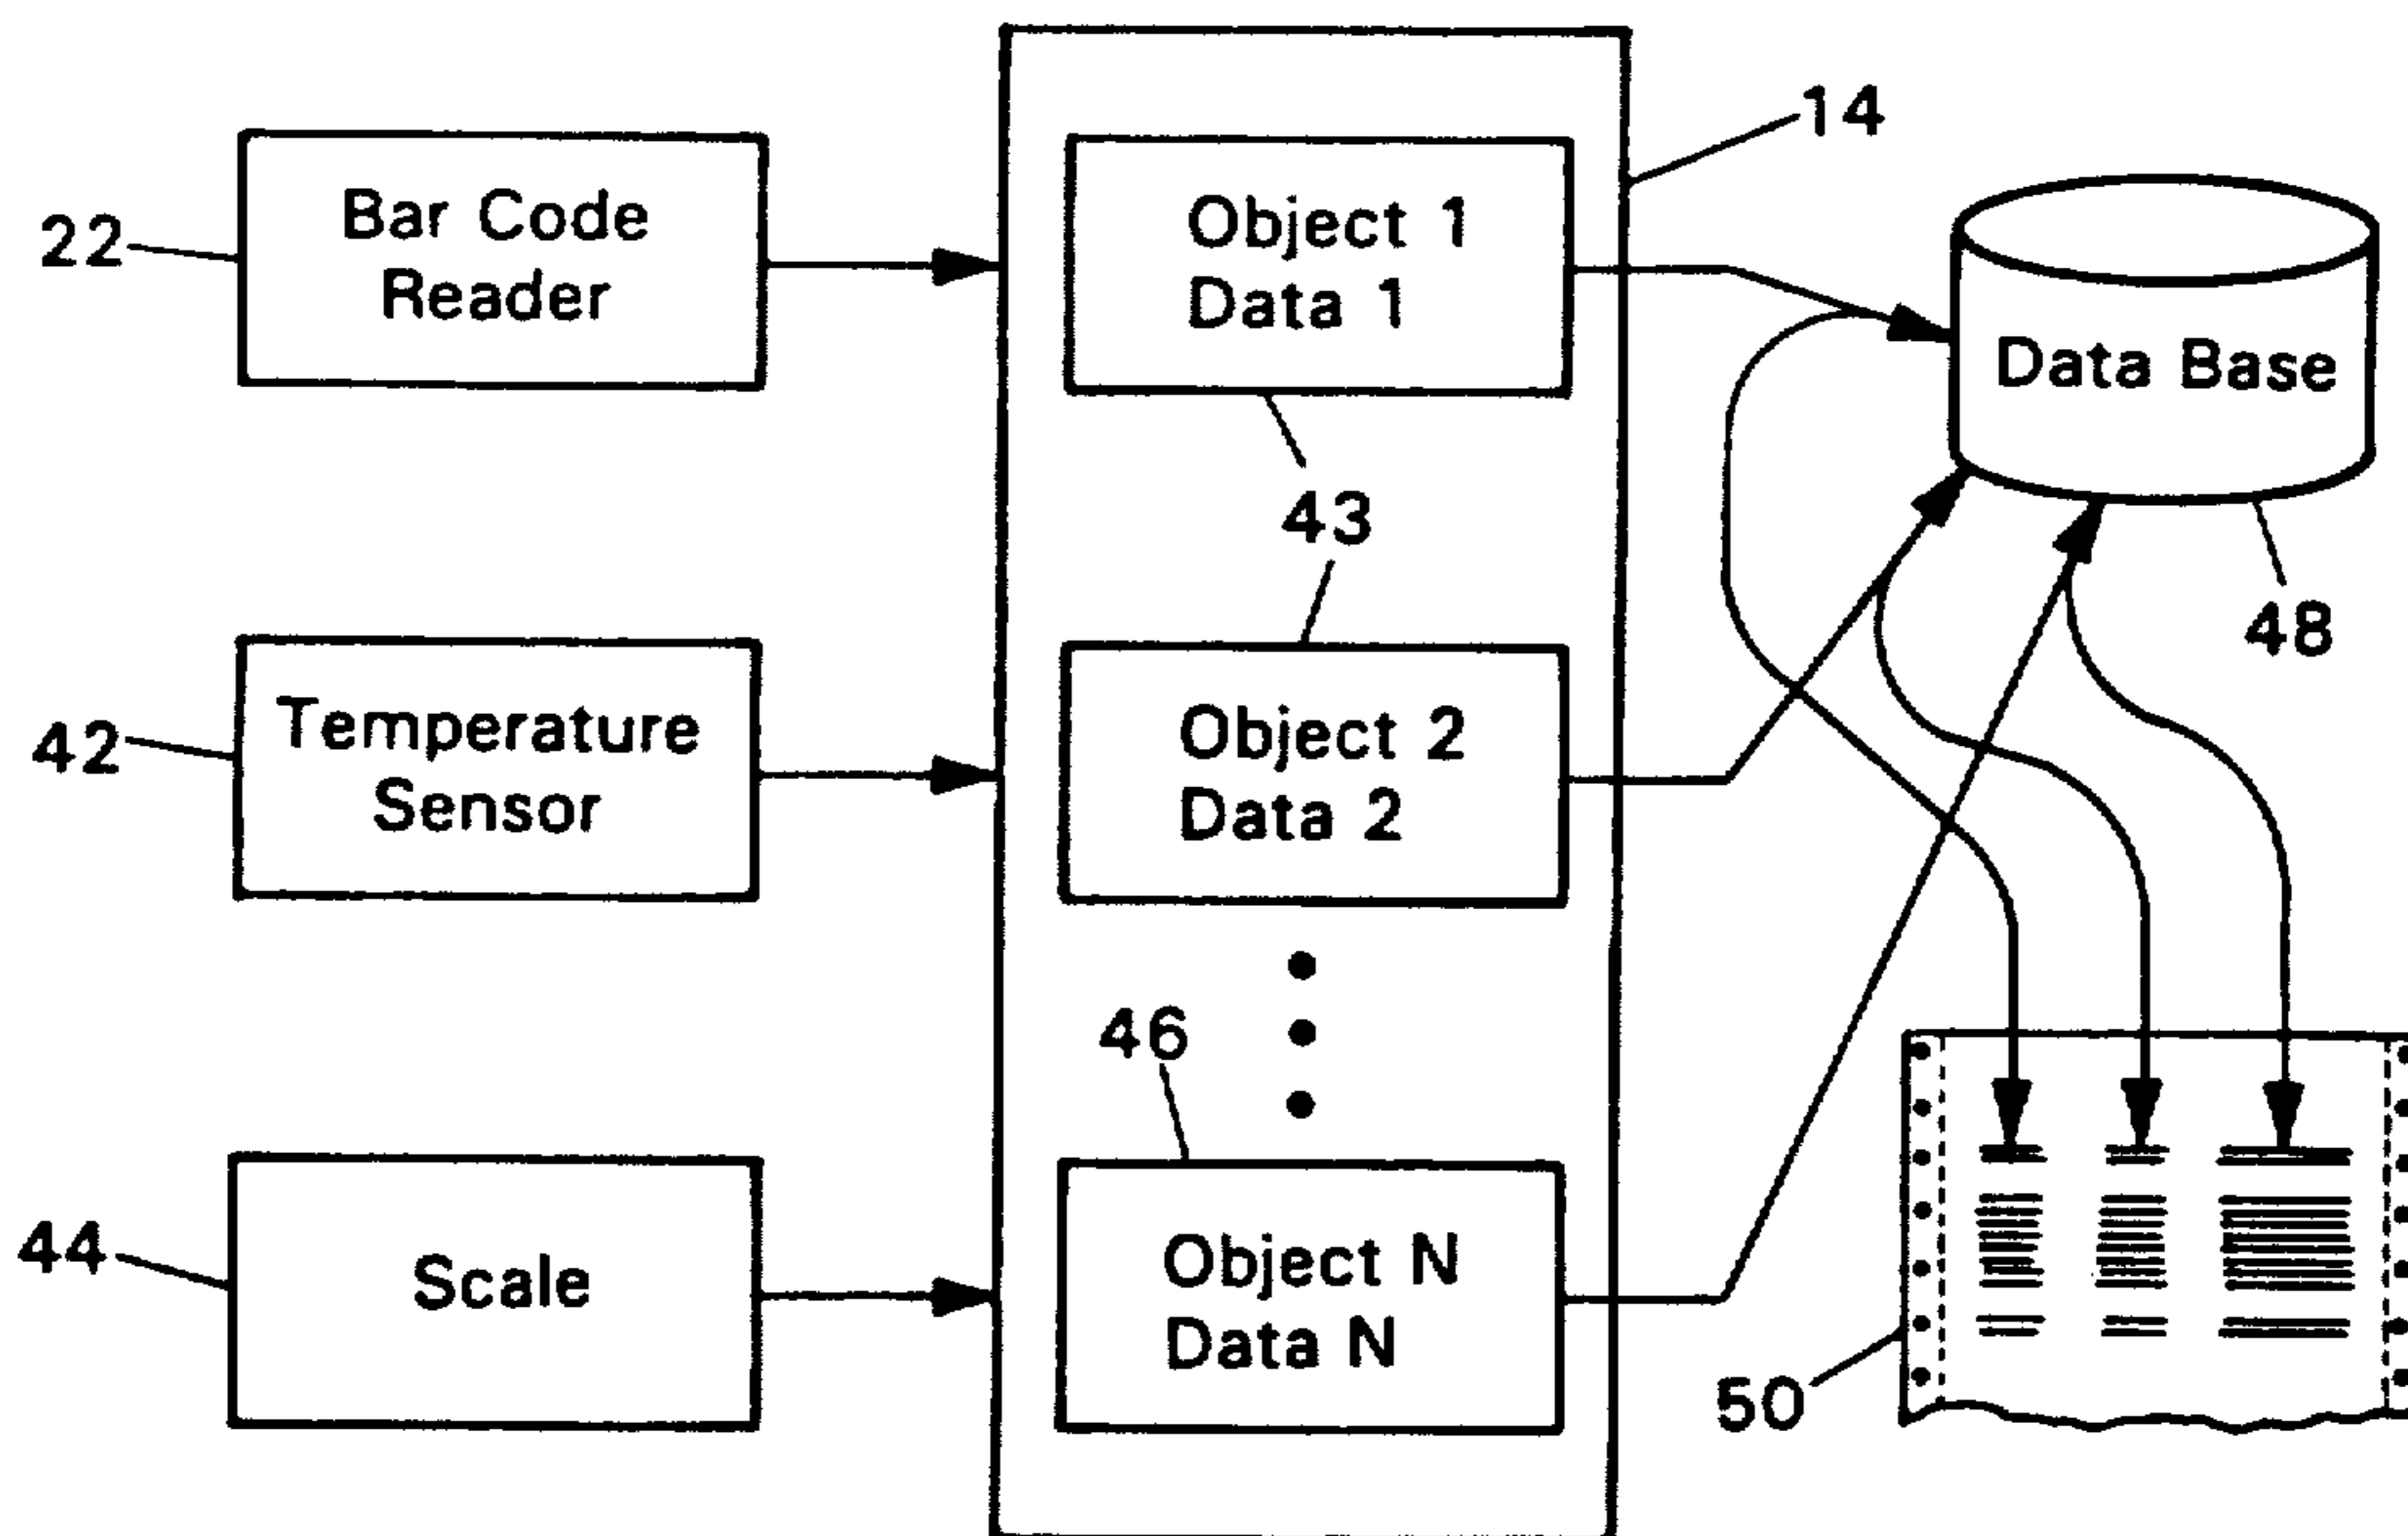 14
22
Bar Code
Reader
Object 1
Data 1
Data Base
43
48
42
Temperature
Sensor
Object 2
Data 2
46
44
Scale
Object N
Data N
50